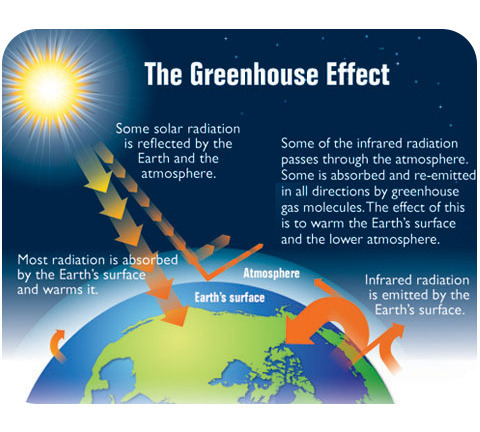 The Greenhouse Effect
Some solar radiation
is reflected by the
Earth and the
atmosphere.
Some of the infrared radiation
passes through the atmosphere.
Some is absorbed and re-emitted
in all directions by greenhouse
gas molecules. The effect of this
is to warm the Earth's surface
and the lower atmosphere.
Most radiation is absorbed
by the Earth's surface
and warms it.
Atmosphere
Earth's surface
Infrared radiation
is emitted by the
Earth's surface.